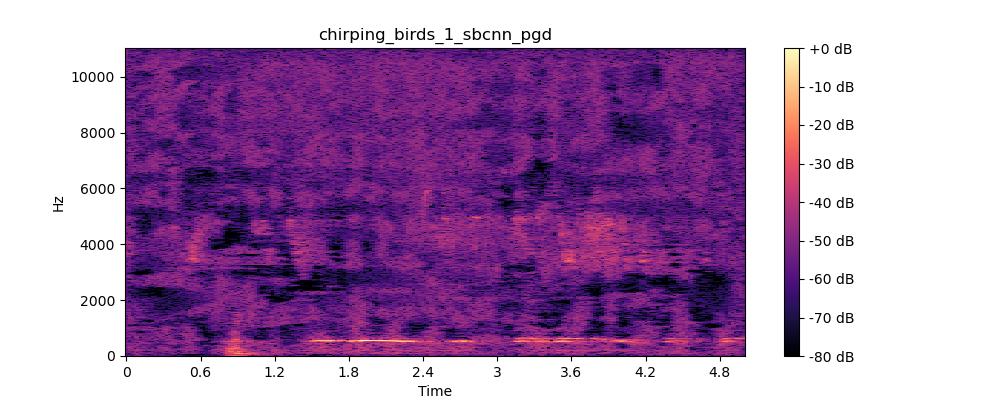 chirping_birds_1_sbcnn_pgd
10000
8000
6000
4000
2000
0
Hz
0
0.6
1.2
1.8
2.4
3
3.6
4.2
4.8
Time
+0 dB
-10 dB
-20 dB
-30 dB
-40 dB
-50 dB
-60 dB
-70 dB
-80 dB